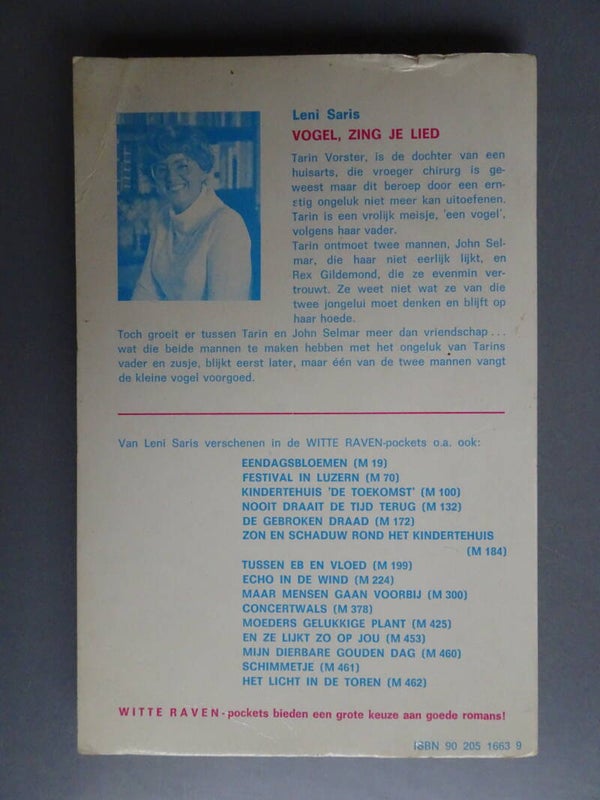 Leni Saris
VOGEL, ZING JE LIED
Tarin Vorster, is de dochter van een
huisarts, die vroeger chirurg is ge-
weest maar dit beroep door een ern-
stig ongeluk niet meer kan uitoefenen.
Tarin is een vrolijk meisje, 'een vogel',
volgens haar vader.
Tarin ontmoet twee mannen, John Sel-
mar, die haar niet eerlijk lijkt, en
Rex Gildemond, die ze evenmin ver-
trouwt. Ze weet niet wat ze van die
twee jongelui moet denken en blijft op
haar hoede.
Toch groeit er tussen Tarin en John Selmar meer dan vriendschap...
wat die beide mannen te maken hebben met het ongeluk van Tarins
vader en zusje, blijkt eerst later, maar één van de twee mannen vangt
de kleine vogel voorgoed.
Van Leni Saris verschenen in de WITTE RAVEN-pockets o.a. ook:
EENDAGSBLOEMEN (M 19)
FESTIVAL IN LUZERN (M 70)
KINDERTEHUIS 'DE TOEKOMST' (M 100)
NOOIT DRAAIT DE TIJD TERUG (M 132)
DE GEBROKEN DRAAD (M 172)
ZON EN SCHADUW ROND HET KINDERTEHUIS
(M 184)
TUSSEN EB EN VLOED (M 199)
ECHO IN DE WIND (M 224)
MAAR MENSEN GAAN VOORBIJ (M 300)
CONCERTWALS (M 378)
MOEDERS GELUKKIGE PLANT (M 425)
EN ZE LIJKT ZO OP JOU (M 453)
MIJN DIERBARE GOUDEN DAG (M 460)
SCHIMMETJE (M 461)
HET LICHT IN DE TOREN (M 462)
WITTE RAVEN-pockets bieden een grote keuze aan goede romans!
ISBN 90 205 1663 9